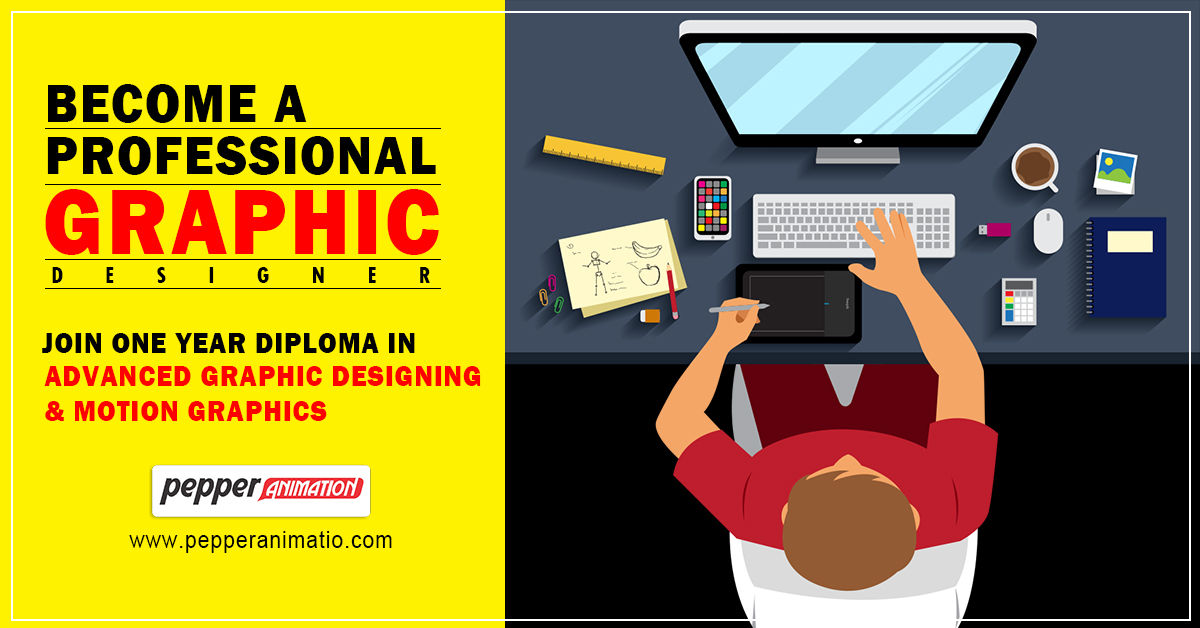 BECOME A
PROFESSIONAL
GRAPHIC
DESIGNER
JOIN ONE YEAR DIPLOMA IN
ADVANCED GRAPHIC DESIGNING
& MOTION GRAPHICS
pepper ANIMATION
www.pepperanimatio.com